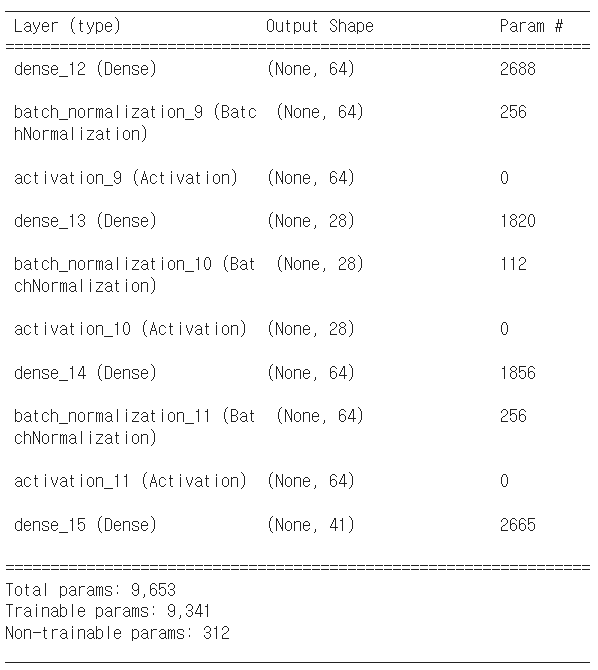 Layer (type) Output Shape Param #
=================================================================
dense_12 (Dense) (None, 64) 2688
batch_normalization_9 (Batc (None, 64) 256
hNormalization)
activation_9 (Activation) (None, 64) 0
dense_13 (Dense) (None, 28) 1820
batch_normalization_10 (Bat (None, 28) 112
chNormalization)
activation_10 (Activation) (None, 28) 0
dense_14 (Dense) (None, 64) 1856
batch_normalization_11 (Bat (None, 64) 256
chNormalization)
activation_11 (Activation) (None, 64) 0
dense_15 (Dense) (None, 41) 2665
=================================================================
Total params: 9,653
Trainable params: 9,341
Non-trainable params: 312